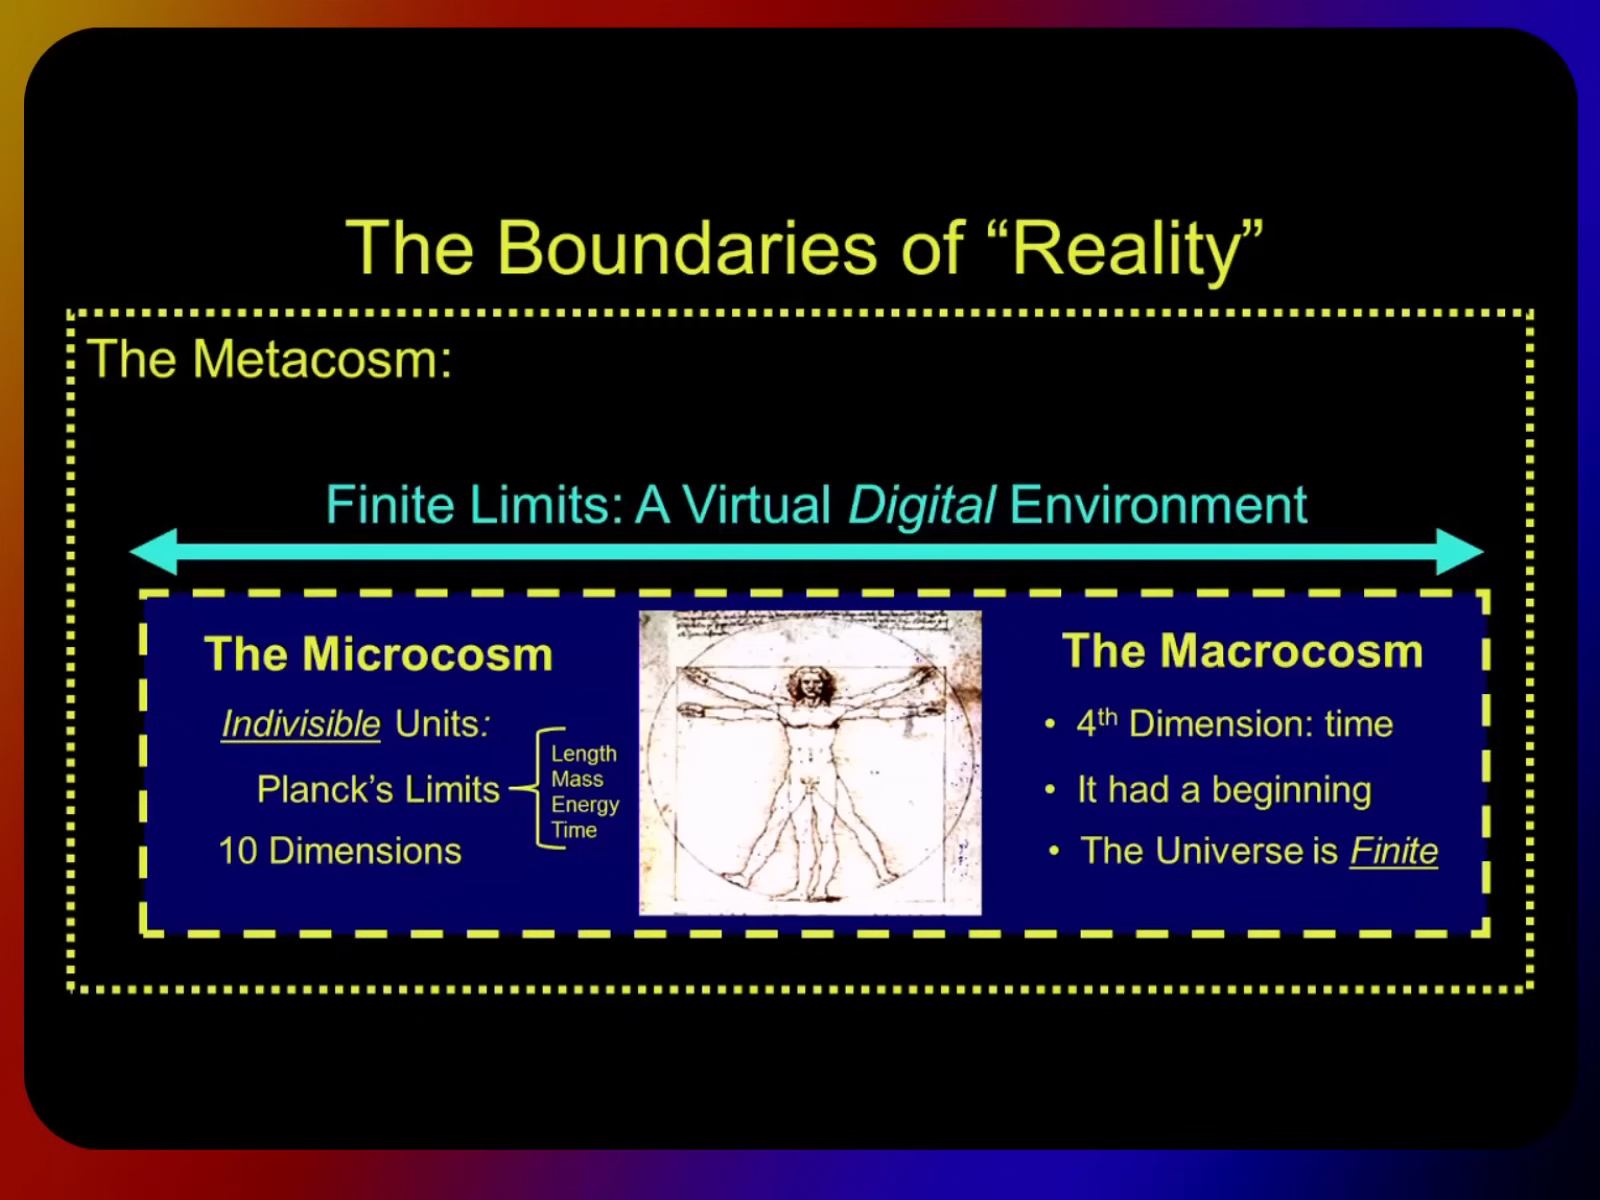 The Boundaries of “Reality”
The Metacosm:
Finite Limits: A Virtual Digital Environment
The Microcosm
Indivisible Units:
Planck’s Limits
Length
Mass
Energy
Time
10 Dimensions
The Macrocosm
• 4th Dimension: time
• It had a beginning
• The Universe is Finite